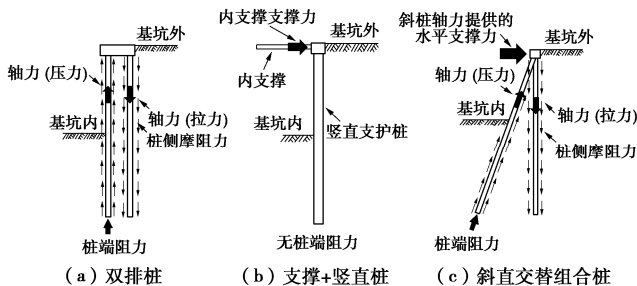 基坑外
轴力 (压力)
轴力 (拉力)
基坑内
桩侧摩阻力
桩端阻力
(a) 双排桩
内支撑支撑力
基坑外
内支撑
基坑内
竖直支护桩
无桩端阻力
(b) 支撑+竖直桩
斜桩轴力提供的
水平支撑力
基坑外
轴力 (压力)
基坑内
轴力 (拉力)
桩侧摩阻力
桩端阻力
(c) 斜直交替组合桩